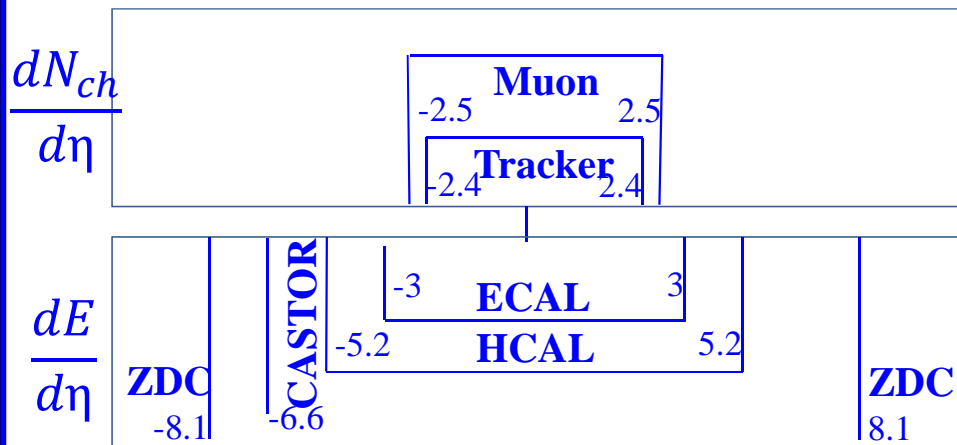 dN_ch
dη
Muon
-2.5 2.5
Tracker
-2.4 2.4
dE
dη
CASTOR
-3 ECAL 3
-5.2 HCAL 5.2
ZDC ZDC
-8.1 -6.6 8.1